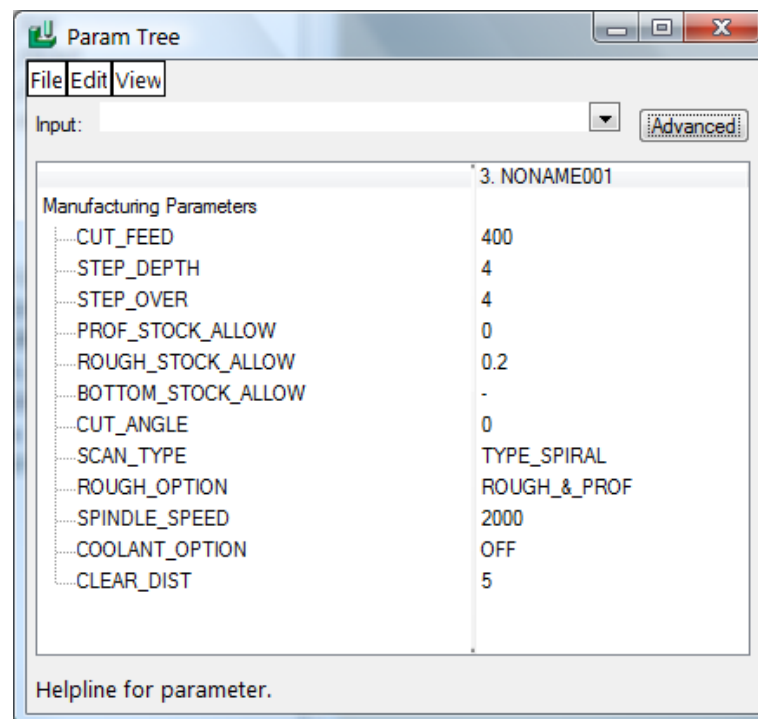 Param Tree
File Edit View
Input: Advanced
3. NONAME001
Manufacturing Parameters
CUT_FEED 400
STEP_DEPTH 4
STEP_OVER 4
PROF_STOCK_ALLOW 0
ROUGH_STOCK_ALLOW 0.2
BOTTOM_STOCK_ALLOW -
CUT_ANGLE 0
SCAN_TYPE TYPE_SPIRAL
ROUGH_OPTION ROUGH_&_PROF
SPINDLE_SPEED 2000
COOLANT_OPTION OFF
CLEAR_DIST 5
Helpline for parameter.